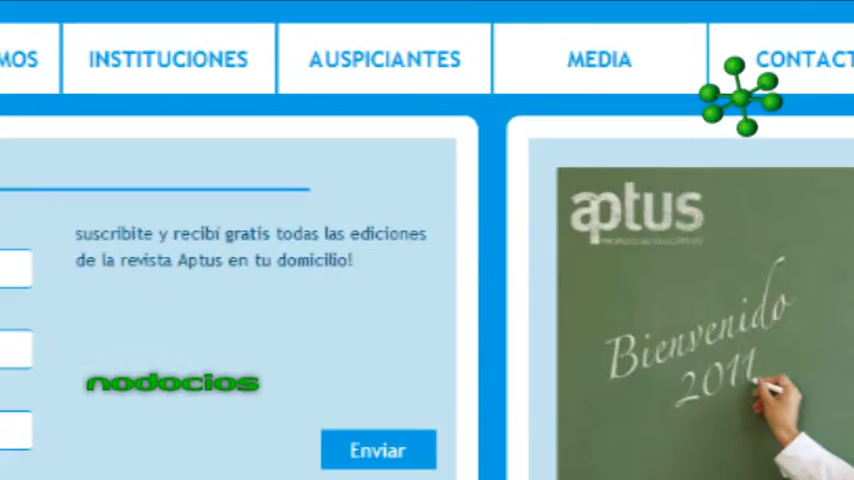 MOS
INSTITUCIONES
AUSPICIANTES
MEDIA
CONTACT
suscribite y recibí gratis todas las ediciones
de la revista Aptus en tu domicilio!
nodocios
Enviar
aptus
Bienvenido
2011